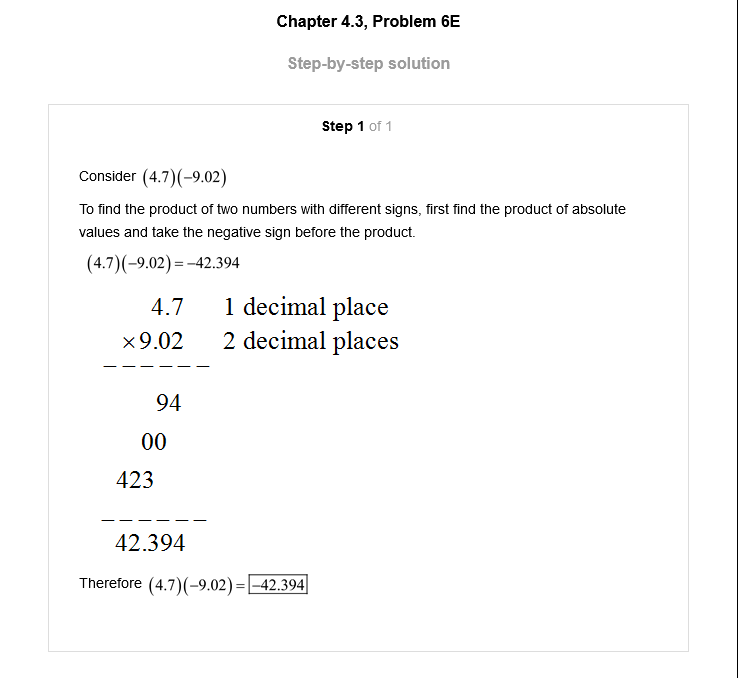 Chapter 4.3, Problem 6E
Step-by-step solution
Step 1 of 1
Consider (4.7)(−9.02)
To find the product of two numbers with different signs, first find the product of absolute
values and take the negative sign before the product.
(4.7)(−9.02) = −42.394
4.7 1 decimal place
×9.02 2 decimal places
− − − − − −
94
00
423
− − − − − −
42.394
Therefore (4.7)(−9.02) = −42.394